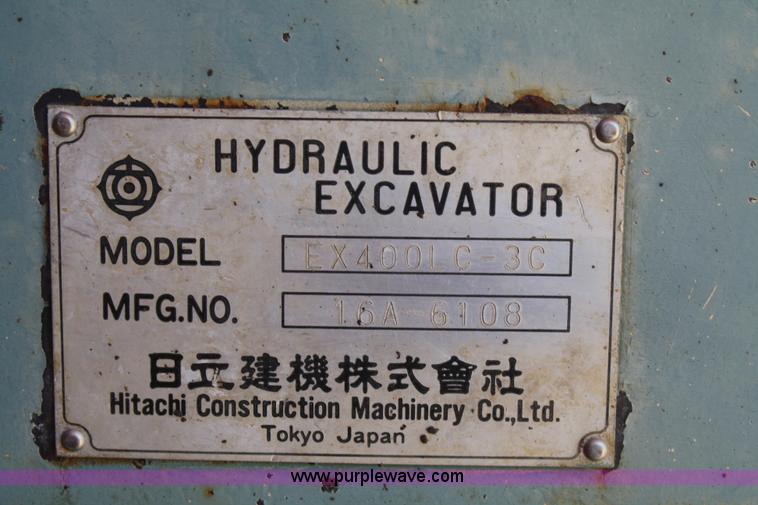 HYDRAULIC
EXCAVATOR
MODEL EX400LC-3C
MFG.NO. 16A-6108
日立建機株式會社
Hitachi Construction Machinery Co.,Ltd.
Tokyo Japan
www.purplewave.com